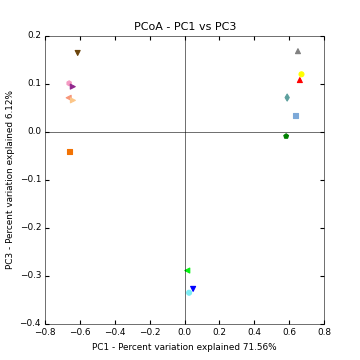 PCoA - PC1 vs PC3
0.2
0.1
0.0
−0.1
−0.2
−0.3
−0.4
PC3 - Percent variation explained 6.12%
−0.8 −0.6 −0.4 −0.2 0.0 0.2 0.4 0.6 0.8
PC1 - Percent variation explained 71.56%